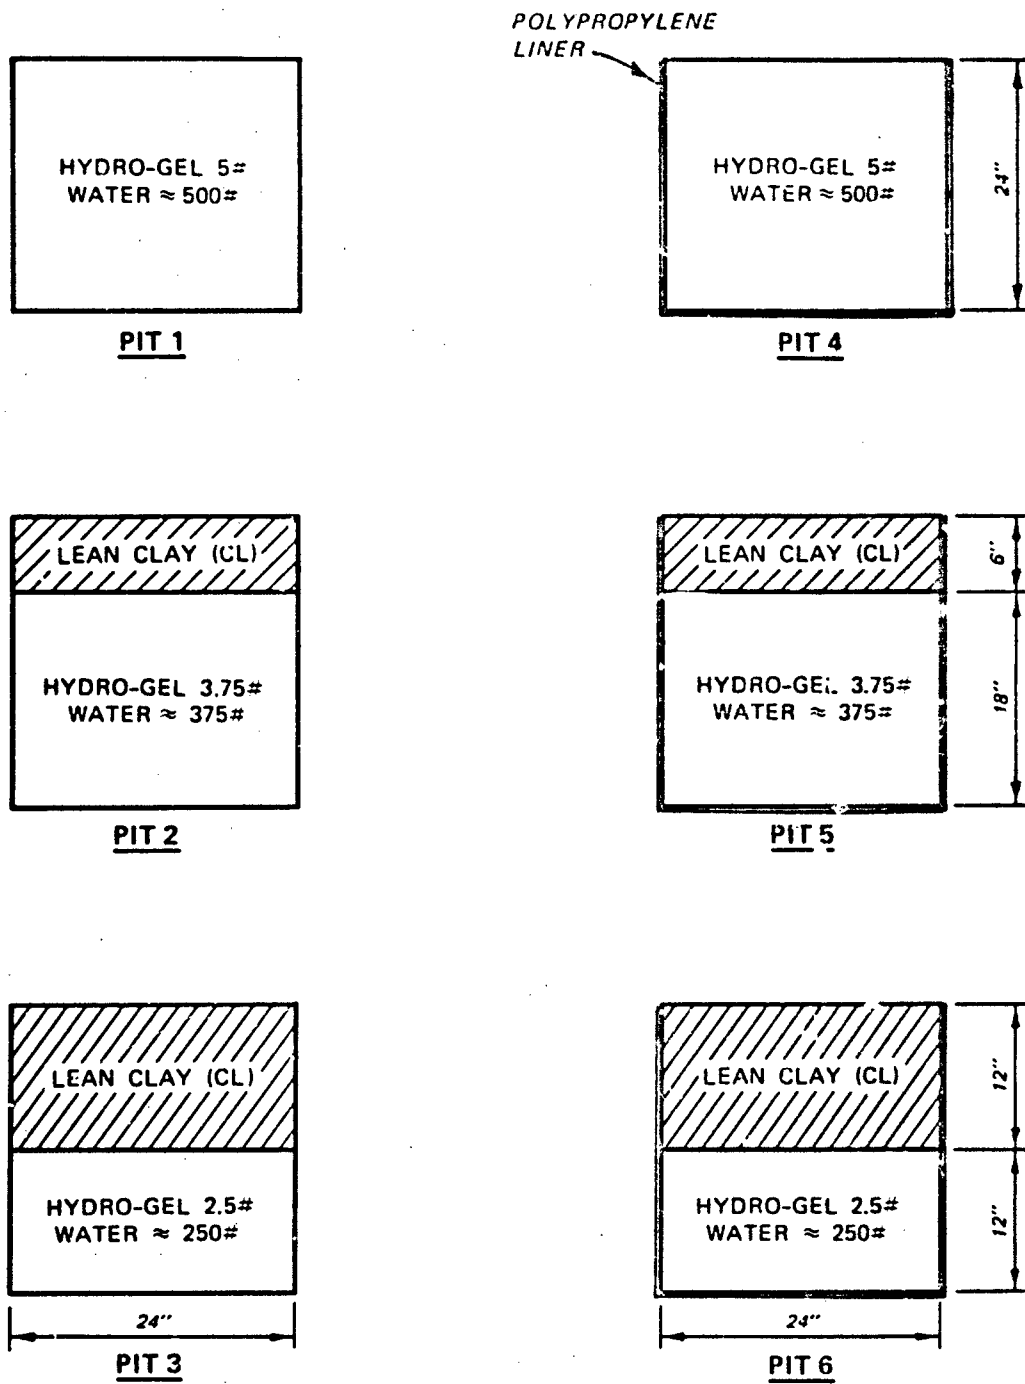 POLYPROPYLENE
LINER
HYDRO-GEL 5#
WATER ≈ 500#
PIT 1
HYDRO-GEL 5#
WATER ≈ 500#
24"
PIT 4
LEAN CLAY (CL)
HYDRO-GEL 3.75#
WATER ≈ 375#
PIT 2
LEAN CLAY (CL)
6"
HYDRO-GEL 3.75#
WATER ≈ 375#
18"
PIT 5
LEAN CLAY (CL)
HYDRO-GEL 2.5#
WATER ≈ 250#
24"
PIT 3
LEAN CLAY (CL)
12"
HYDRO-GEL 2.5#
WATER ≈ 250#
12"
24"
PIT 6